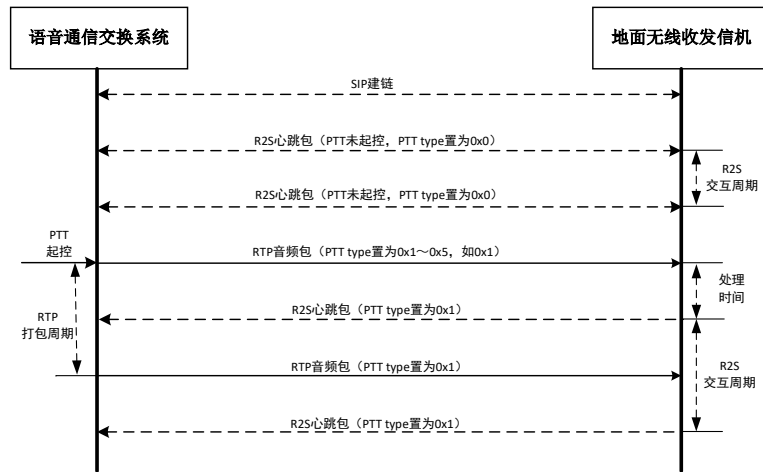 语音通信交换系统
地面无线收发信机
SIP建链
R2S心跳包（PTT未起控，PTT type置为0x0）
R2S
交互周期
R2S心跳包（PTT未起控，PTT type置为0x0）
PTT
起控
RTP音频包（PTT type置为0x1～0x5，如0x1）
处理
时间
RTP
打包周期
R2S心跳包（PTT type置为0x1）
RTP音频包（PTT type置为0x1）
R2S
交互周期
R2S心跳包（PTT type置为0x1）